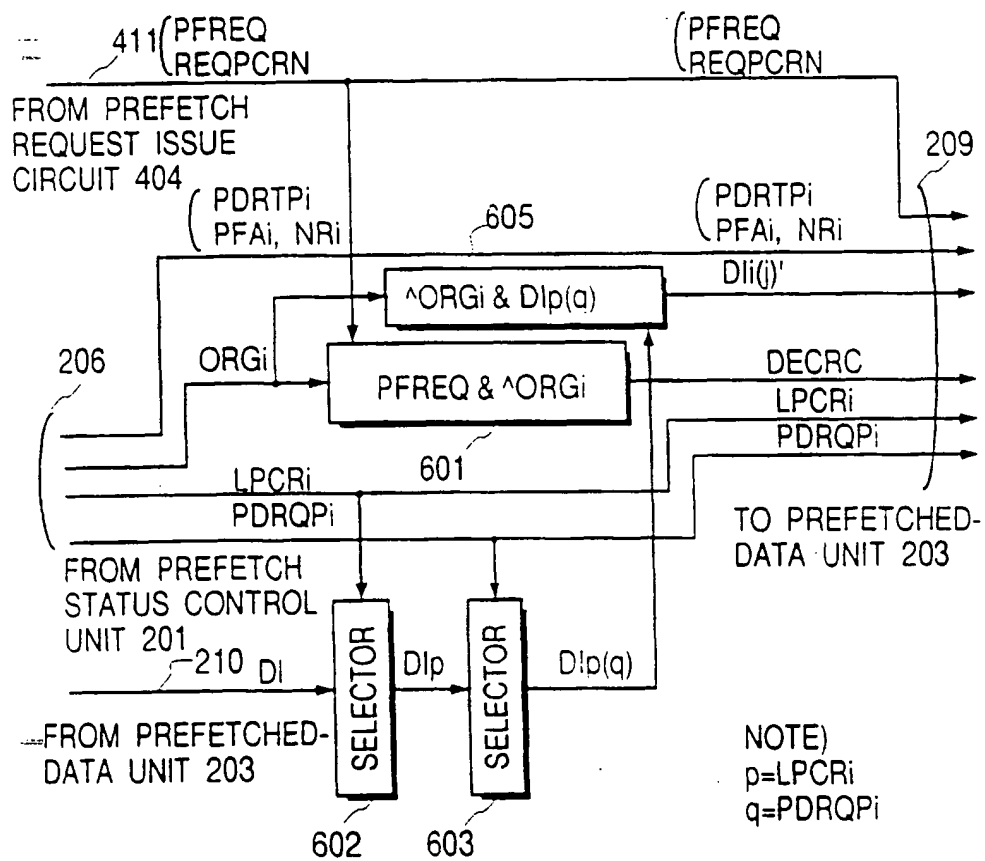 411
PFREQ
REQPCRN
PFREQ
REQPCRN
FROM PREFETCH
REQUEST ISSUE
CIRCUIT 404
209
PDRTPi
PFAi, NRi
605
PDRTPi
PFAi, NRi
DIi(j)'
^ORGi & DIp(q)
206
ORGi
PFREQ & ^ORGi
DECRC
LPCRi
PDRQPi
601
LPCRi
PDRQPi
TO PREFETCHED-
DATA UNIT 203
FROM PREFETCH
STATUS CONTROL
UNIT 201
210
DI
SELECTOR
DIp
SELECTOR
DIp(q)
FROM PREFETCHED-
DATA UNIT 203
602
603
NOTE)
p=LPCRi
q=PDRQPi